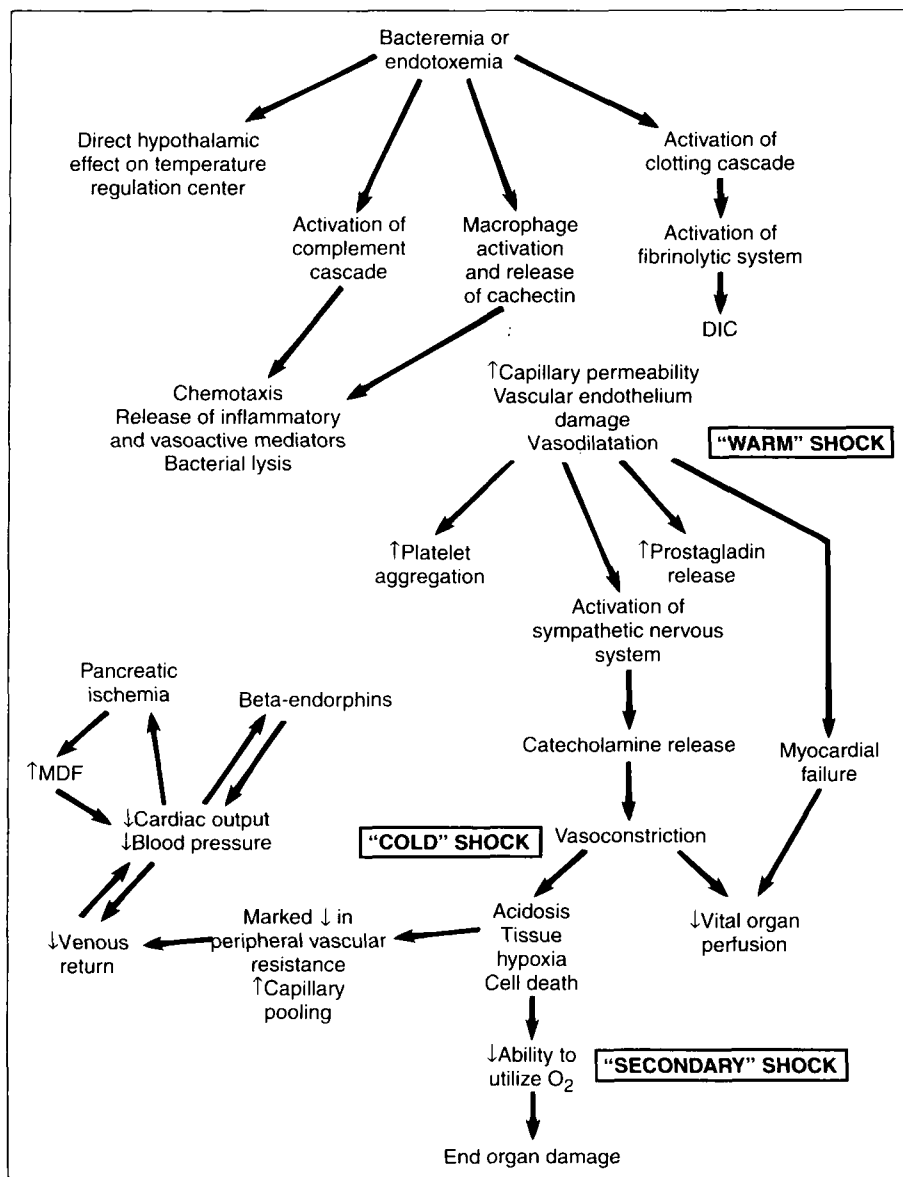 Bacteremia or
endotoxemia
Direct hypothalamic
effect on temperature
regulation center
Activation of
clotting cascade
Activation of
complement
cascade
Macrophage
activation
and release
of cachectin
Activation of
fibrinolytic system
DIC
Chemotaxis
Release of inflammatory
and vasoactive mediators
Bacterial lysis
↑Capillary permeability
Vascular endothelium
damage
Vasodilatation
"WARM" SHOCK
↑Platelet
aggregation
↑Prostagladin
release
Activation of
sympathetic nervous
system
Pancreatic
ischemia
Beta-endorphins
Catecholamine release
Myocardial
failure
↑MDF
↓Cardiac output
↓Blood pressure
"COLD" SHOCK
Vasoconstriction
↓Venous
return
Marked ↓ in
peripheral vascular
resistance
↑Capillary
pooling
Acidosis
Tissue
hypoxia
Cell death
↓Vital organ
perfusion
↓Ability to
utilize O₂
"SECONDARY" SHOCK
End organ damage